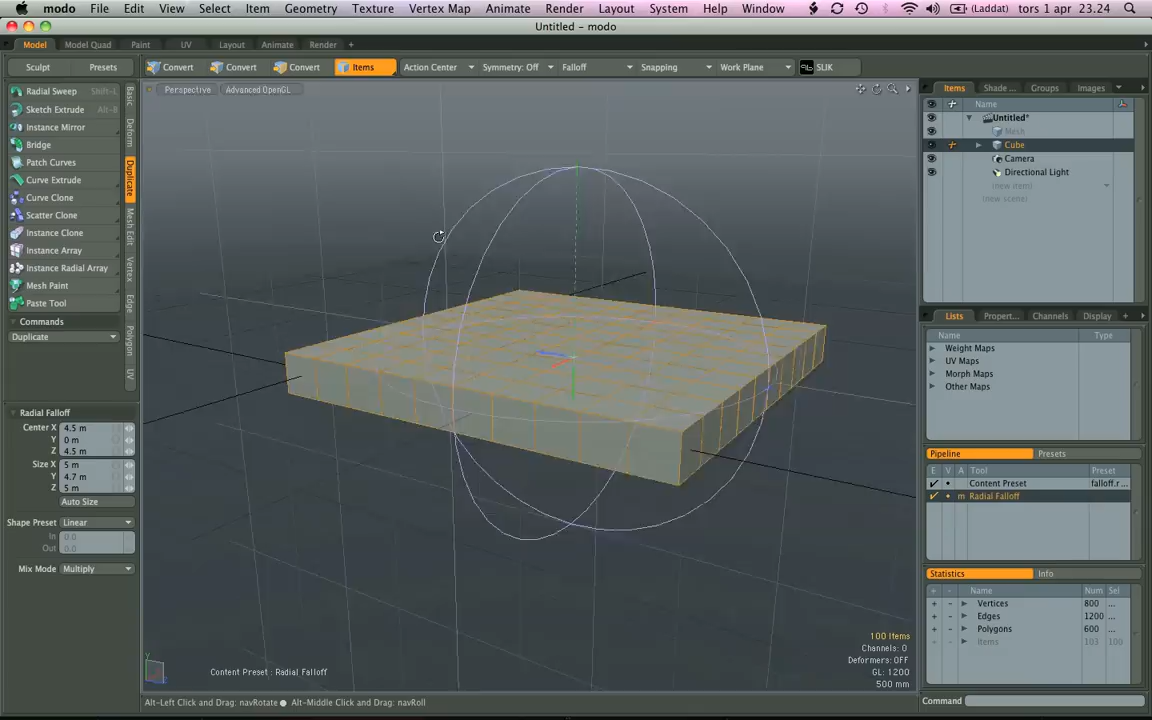 modo File Edit View Select Item Geometry Texture Vertex Map Animate Render Layout System Help Window (Laddat) tors 1 apr 23.24
Untitled – modo
Model Model Quad Paint UV Layout Animate Render +
Sculpt Presets Convert Convert Convert Items Action Center Symmetry: Off Falloff Snapping Work Plane SLIK
Radial Sweep Shift-L
Sketch Extrude Alt-B
Instance Mirror
Bridge
Patch Curves
Curve Extrude
Curve Clone
Scatter Clone
Instance Clone
Instance Array
Instance Radial Array
Mesh Paint
Paste Tool
Commands
Duplicate
Basic
Deform
Duplicate
Mesh Edit
Vertex
Edge
Polygon
UV
Radial Falloff
Center X 4.5 m
Y 0 m
Z 4.5 m
Size X 5 m
Y 4.7 m
Z 5 m
Auto Size
Shape Preset Linear
In 0.0
Out 0.0
Mix Mode Multiply
Perspective Advanced OpenGL
100 Items
Channels: 0
Deformers: OFF
GL: 1200
500 mm
Content Preset : Radial Falloff
Y
Alt-Left Click and Drag: navRotate ● Alt-Middle Click and Drag: navRoll
Items Shade ... Groups Images
Name
Untitled*
Mesh
Cube
Camera
Directional Light
(new item)
(new scene)
Lists Propert... Channels Display +
Name Type
Weight Maps
UV Maps
Morph Maps
Other Maps
Pipeline Presets
E V A Tool Preset
Content Preset falloff.r...
m Radial Falloff
Statistics Info
+ - Name Num Sel
+ - Vertices 800 ...
+ - Edges 1200 ...
+ - Polygons 600 ...
+ - Items 103 100
Command